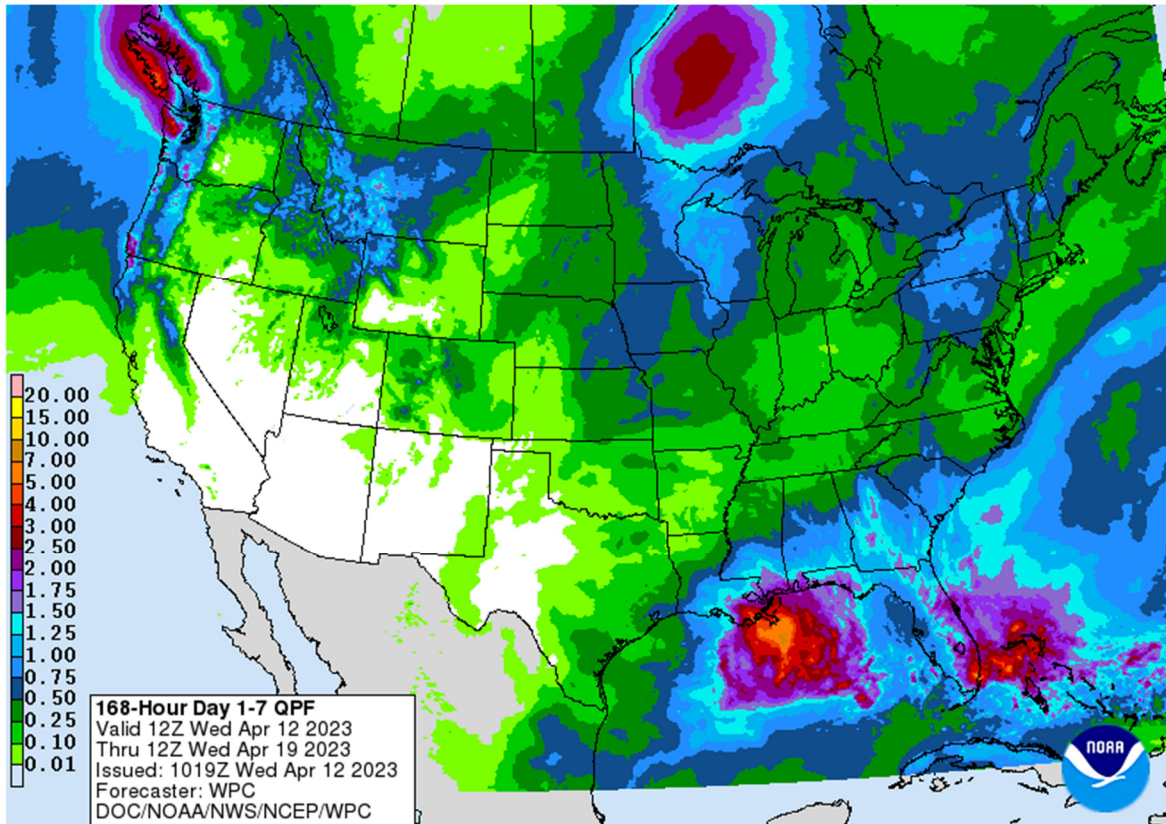 20.00
15.00
10.00
7.00
5.00
4.00
3.00
2.50
2.00
1.75
1.50
1.25
1.00
0.75
0.50
0.25
0.10
0.01
168-Hour Day 1-7 QPF
Valid 12Z Wed Apr 12 2023
Thru 12Z Wed Apr 19 2023
Issued: 1019Z Wed Apr 12 2023
Forecaster: WPC
DOC/NOAA/NWS/NCEP/WPC
NOAA